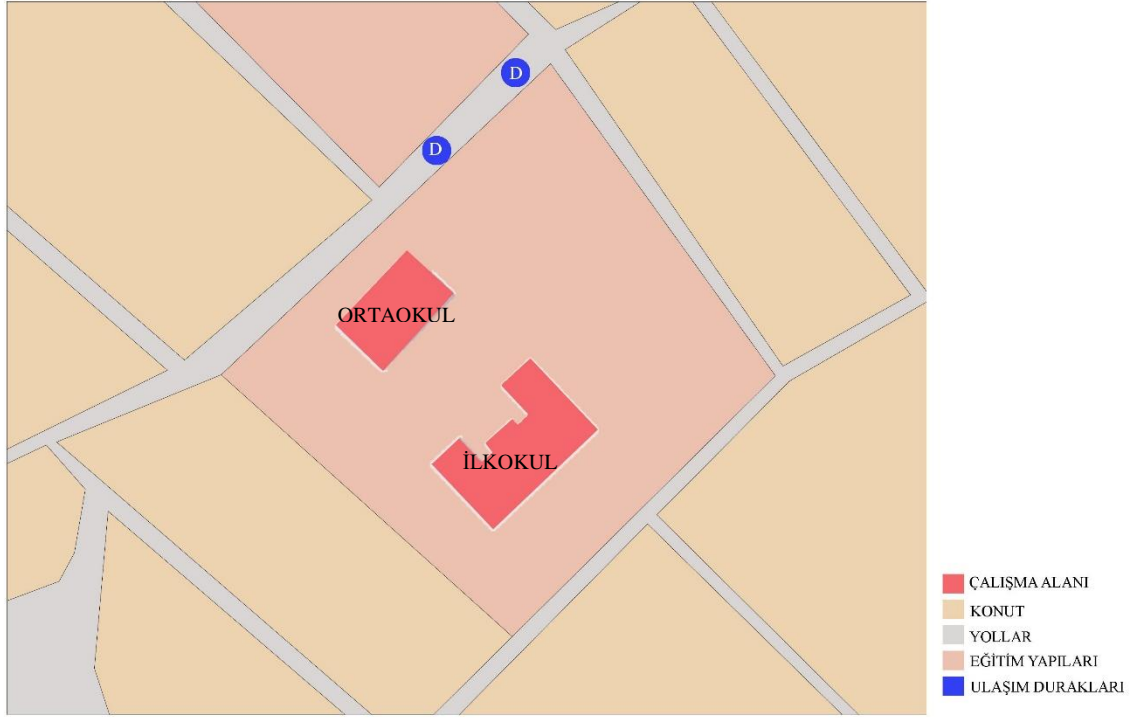 D
D
ORTAOKUL
İLKOKUL
ÇALIŞMA ALANI
KONUT
YOLLAR
EĞİTİM YAPILARI
ULAŞIM DURAKLARI